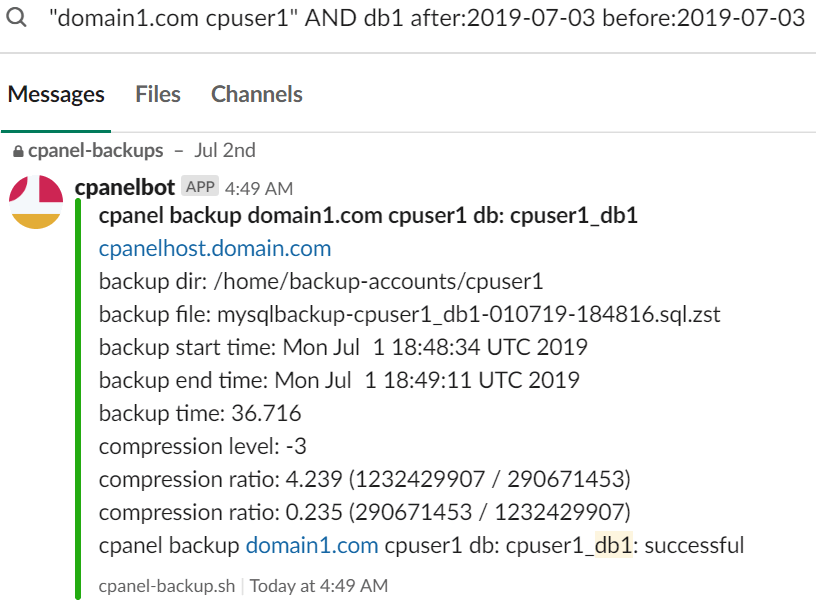 "domain1.com cpuser1" AND db1 after:2019-07-03 before:2019-07-03
Messages Files Channels
cpanel-backups – Jul 2nd
cpanelbot APP 4:49 AM
cpanel backup domain1.com cpuser1 db: cpuser1_db1
cpanelhost.domain.com
backup dir: /home/backup-accounts/cpuser1
backup file: mysqlbackup-cpuser1_db1-010719-184816.sql.zst
backup start time: Mon Jul  1 18:48:34 UTC 2019
backup end time: Mon Jul  1 18:49:11 UTC 2019
backup time: 36.716
compression level: -3
compression ratio: 4.239 (1232429907 / 290671453)
compression ratio: 0.235 (290671453 / 1232429907)
cpanel backup domain1.com cpuser1 db: cpuser1_db1: successful
cpanel-backup.sh | Today at 4:49 AM